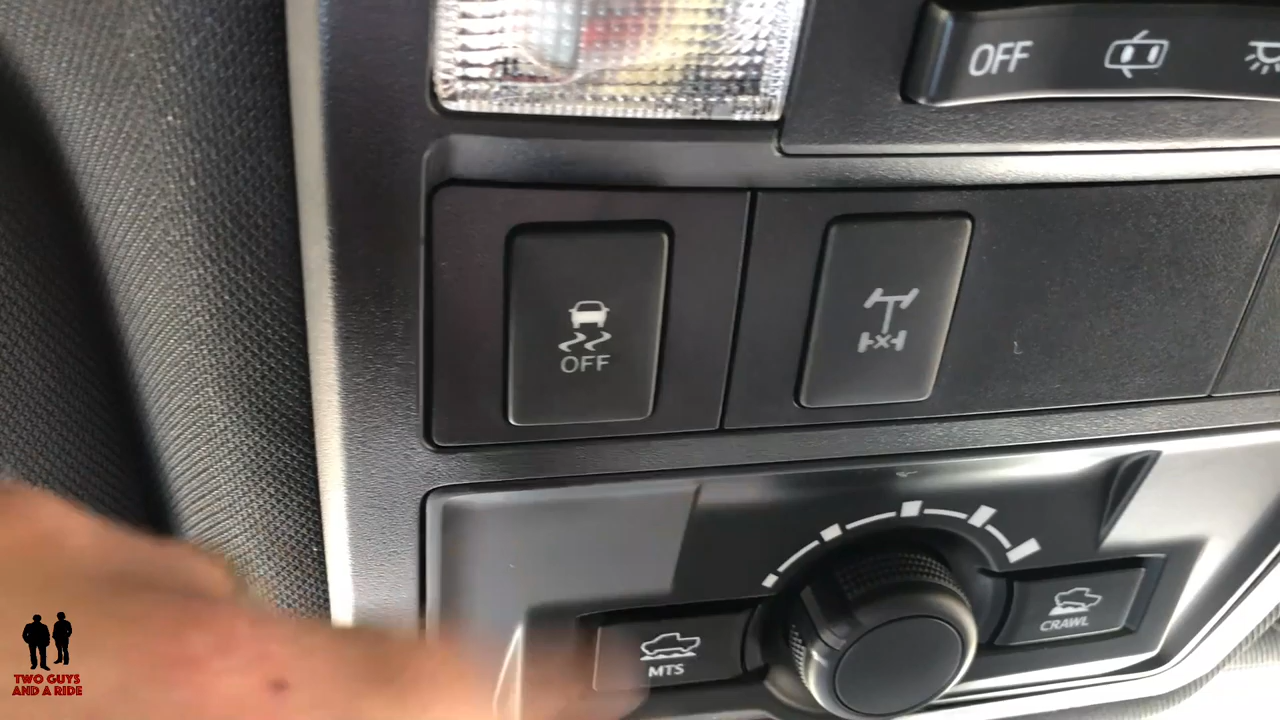 OFF
OFF
MTS
CRAWL
TWO GUYS
AND A RIDE